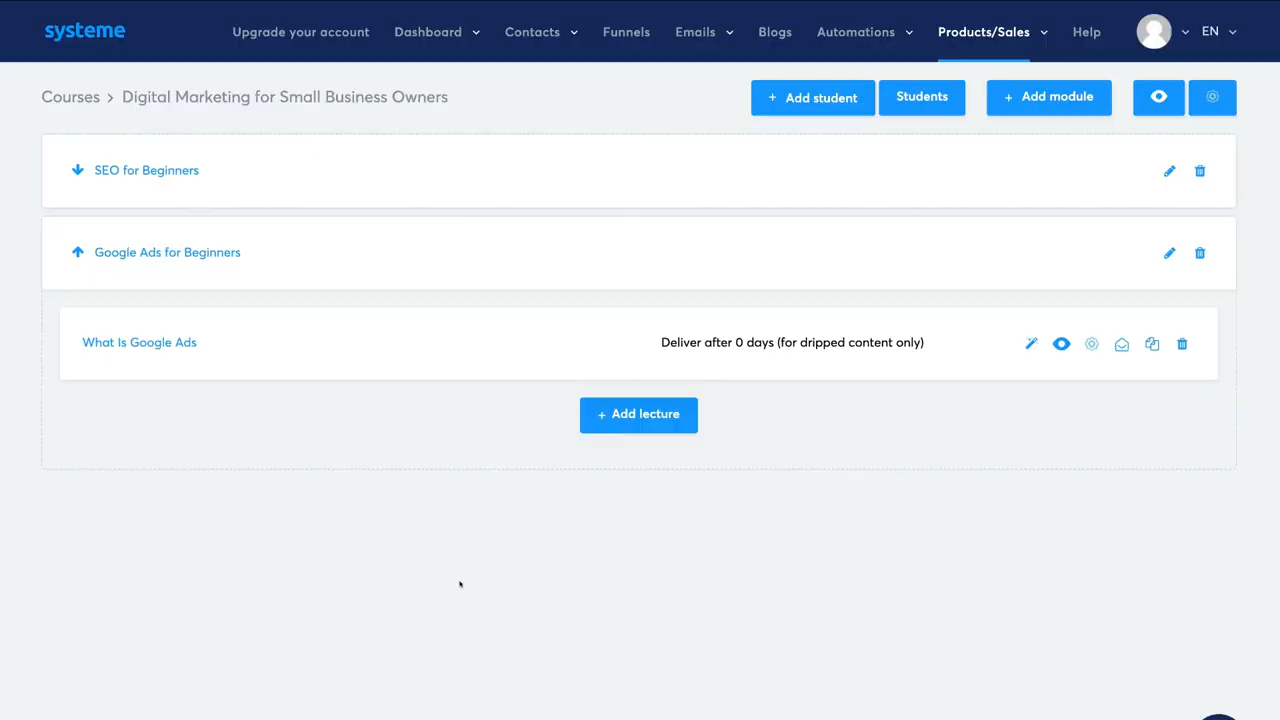 systeme
Upgrade your account Dashboard Contacts Funnels Emails Blogs Automations Products/Sales Help EN
Courses > Digital Marketing for Small Business Owners
+ Add student Students + Add module
SEO for Beginners
Google Ads for Beginners
What Is Google Ads Deliver after 0 days (for dripped content only)
+ Add lecture